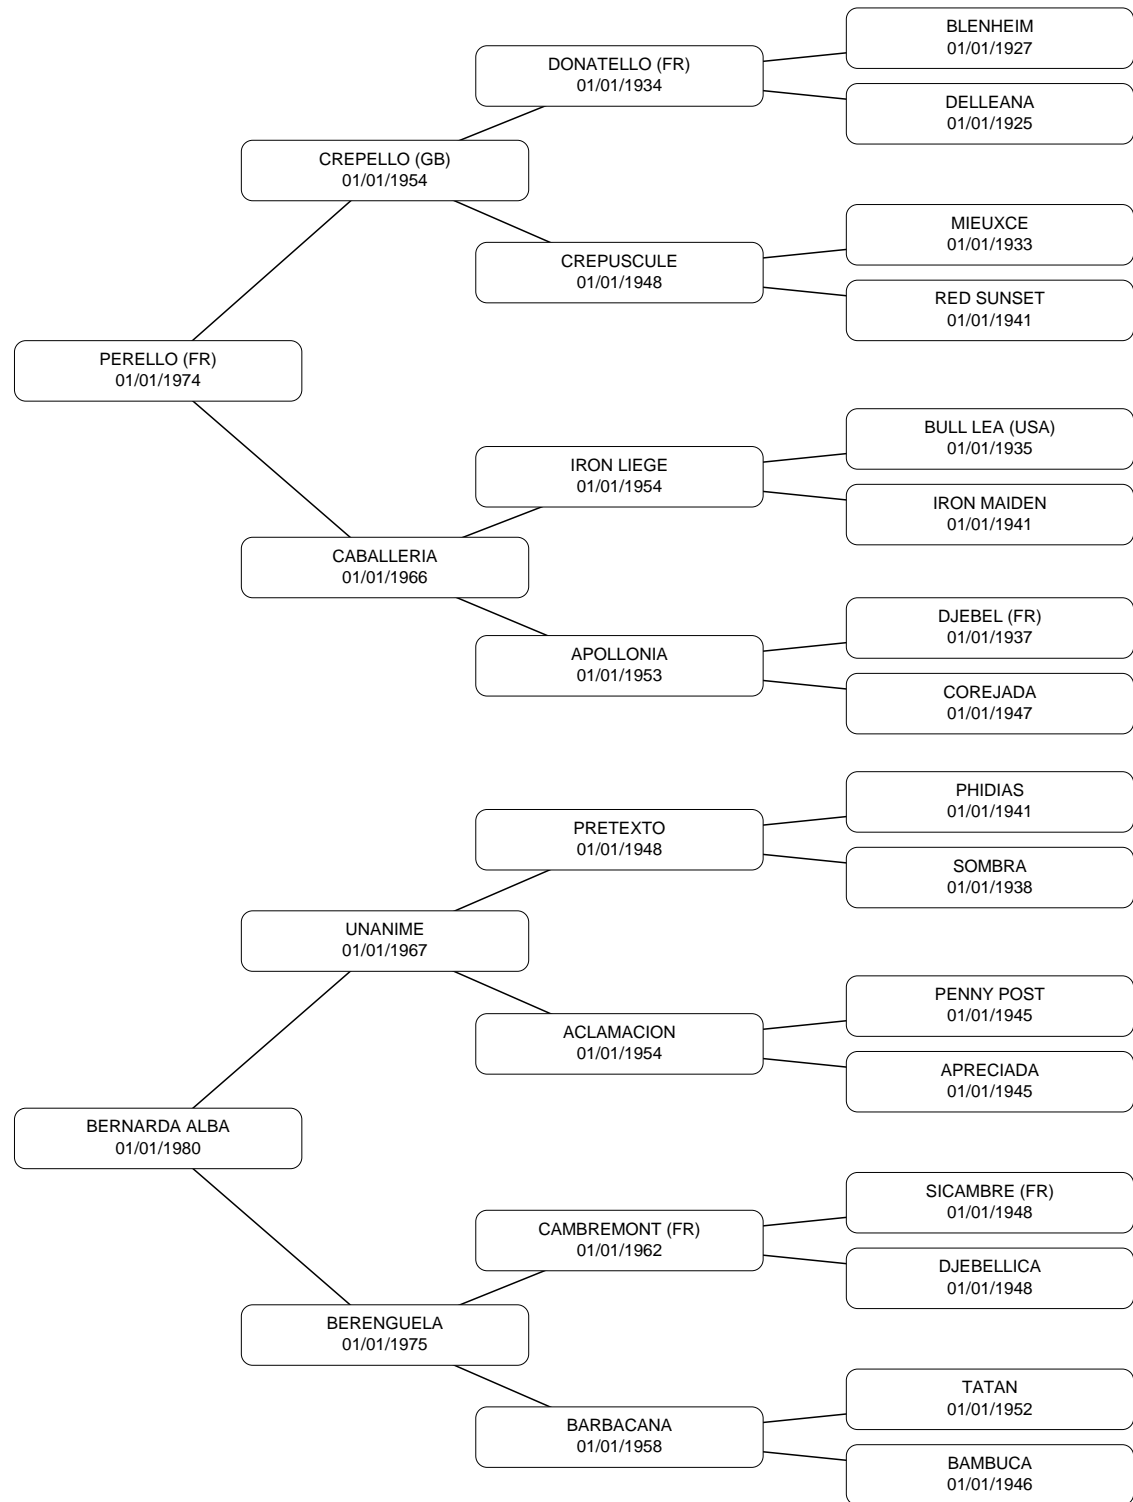 BLENHEIM
01/01/1927
DONATELLO (FR)
01/01/1934
DELLEANA
01/01/1925
CREPELLO (GB)
01/01/1954
MIEUXCE
01/01/1933
CREPUSCULE
01/01/1948
RED SUNSET
01/01/1941
PERELLO (FR)
01/01/1974
BULL LEA (USA)
01/01/1935
IRON LIEGE
01/01/1954
IRON MAIDEN
01/01/1941
CABALLERIA
01/01/1966
DJEBEL (FR)
01/01/1937
APOLLONIA
01/01/1953
COREJADA
01/01/1947
PHIDIAS
01/01/1941
PRETEXTO
01/01/1948
SOMBRA
01/01/1938
UNANIME
01/01/1967
PENNY POST
01/01/1945
ACLAMACION
01/01/1954
APRECIADA
01/01/1945
BERNARDA ALBA
01/01/1980
SICAMBRE (FR)
01/01/1948
CAMBREMONT (FR)
01/01/1962
DJEBELLICA
01/01/1948
BERENGUELA
01/01/1975
TATAN
01/01/1952
BARBACANA
01/01/1958
BAMBUCA
01/01/1946